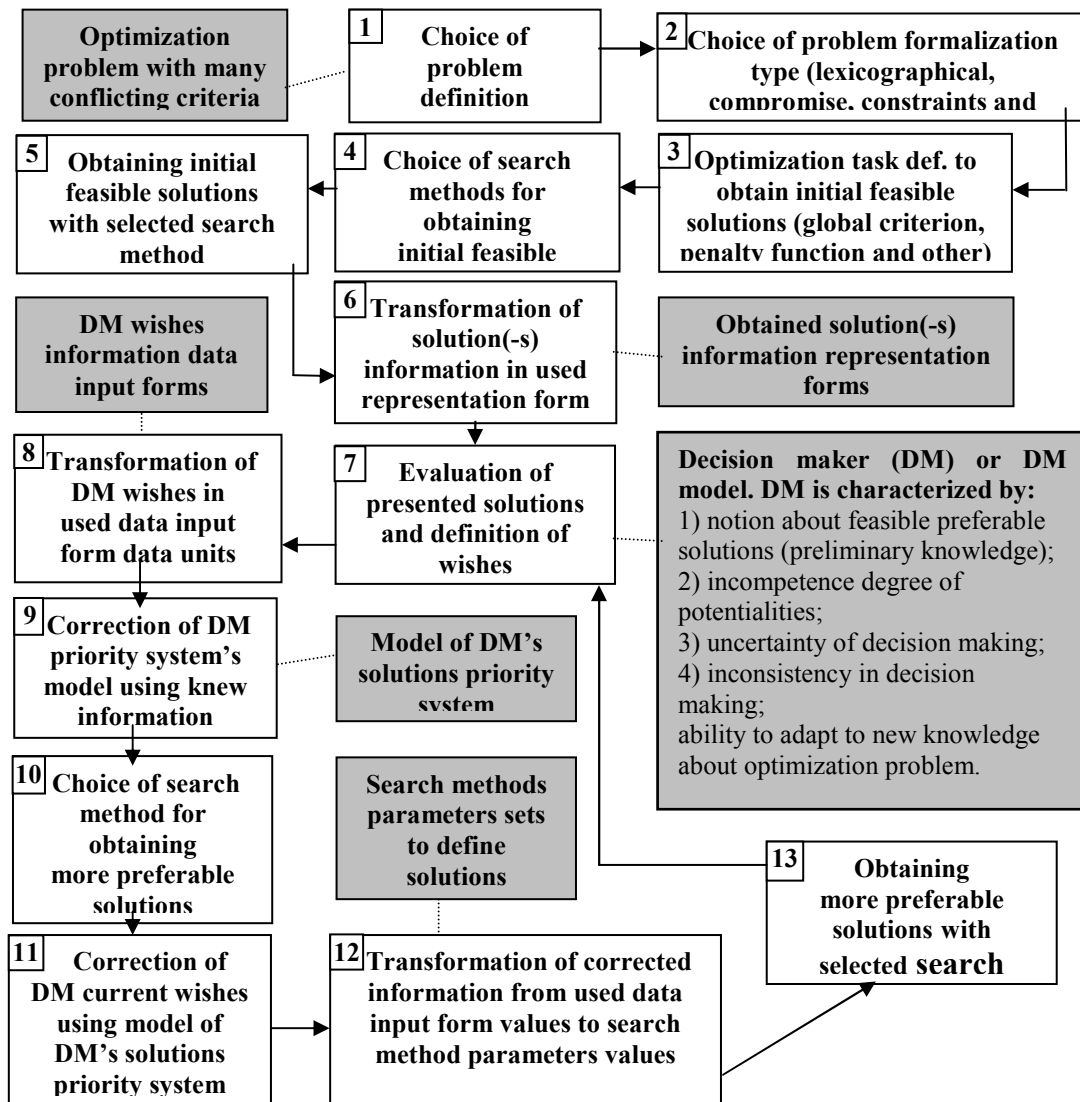 Optimization
problem with many
conflicting criteria
1
Choice of
problem
definition
2
Choice of problem formalization
type (lexicographical,
compromise, constraints and
5
Obtaining initial
feasible solutions
with selected search
method
4
Choice of search
methods for
obtaining
initial feasible
3
Optimization task def. to
obtain initial feasible
solutions (global criterion,
penalty function and other)
DM wishes
information data
input forms
6
Transformation of
solution(-s)
information in used
representation form
Obtained solution(-s)
information representation
forms
8
Transformation of
DM wishes in
used data input
form data units
7
Evaluation of
presented solutions
and definition of
wishes
Decision maker (DM) or DM
model. DM is characterized by:
1) notion about feasible preferable
solutions (preliminary knowledge);
2) incompetence degree of
potentialities;
3) uncertainty of decision making;
4) inconsistency in decision
making;
ability to adapt to new knowledge
about optimization problem.
9
Correction of DM
priority system's
model using knew
information
Model of DM's
solutions priority
system
10
Choice of search
method for
obtaining
more preferable
solutions
Search methods
parameters sets
to define
solutions
13
Obtaining
more preferable
solutions with
selected search
11
Correction of
DM current wishes
using model of
DM's solutions
priority system
12
Transformation of corrected
information from used data
input form values to search
method parameters values